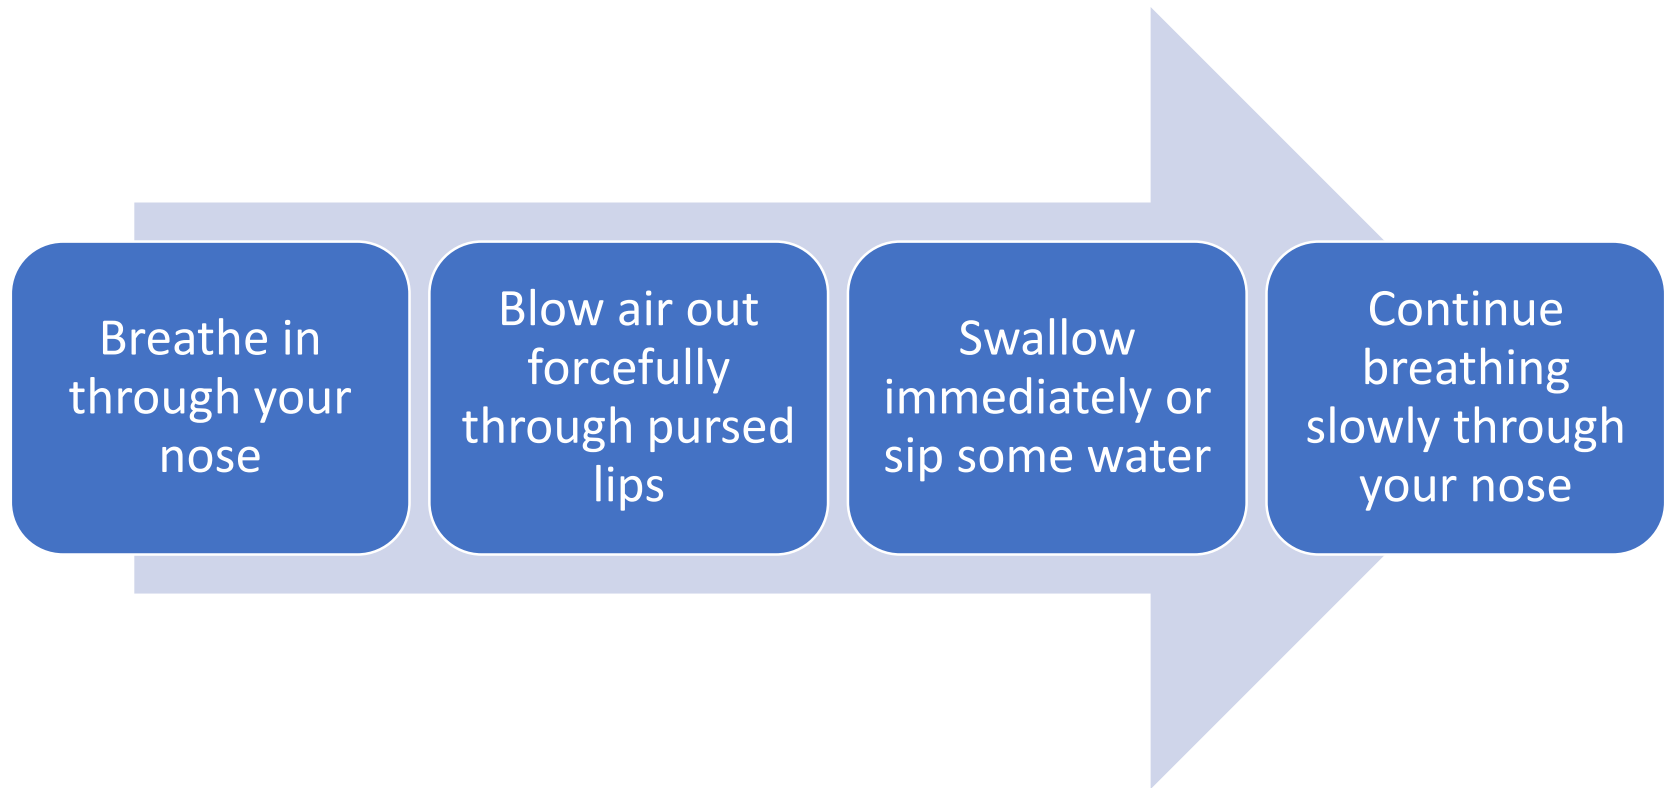 Breathe in
through your
nose
Blow air out
forcefully
through pursed
lips
Swallow
immediately or
sip some water
Continue
breathing
slowly through
your nose